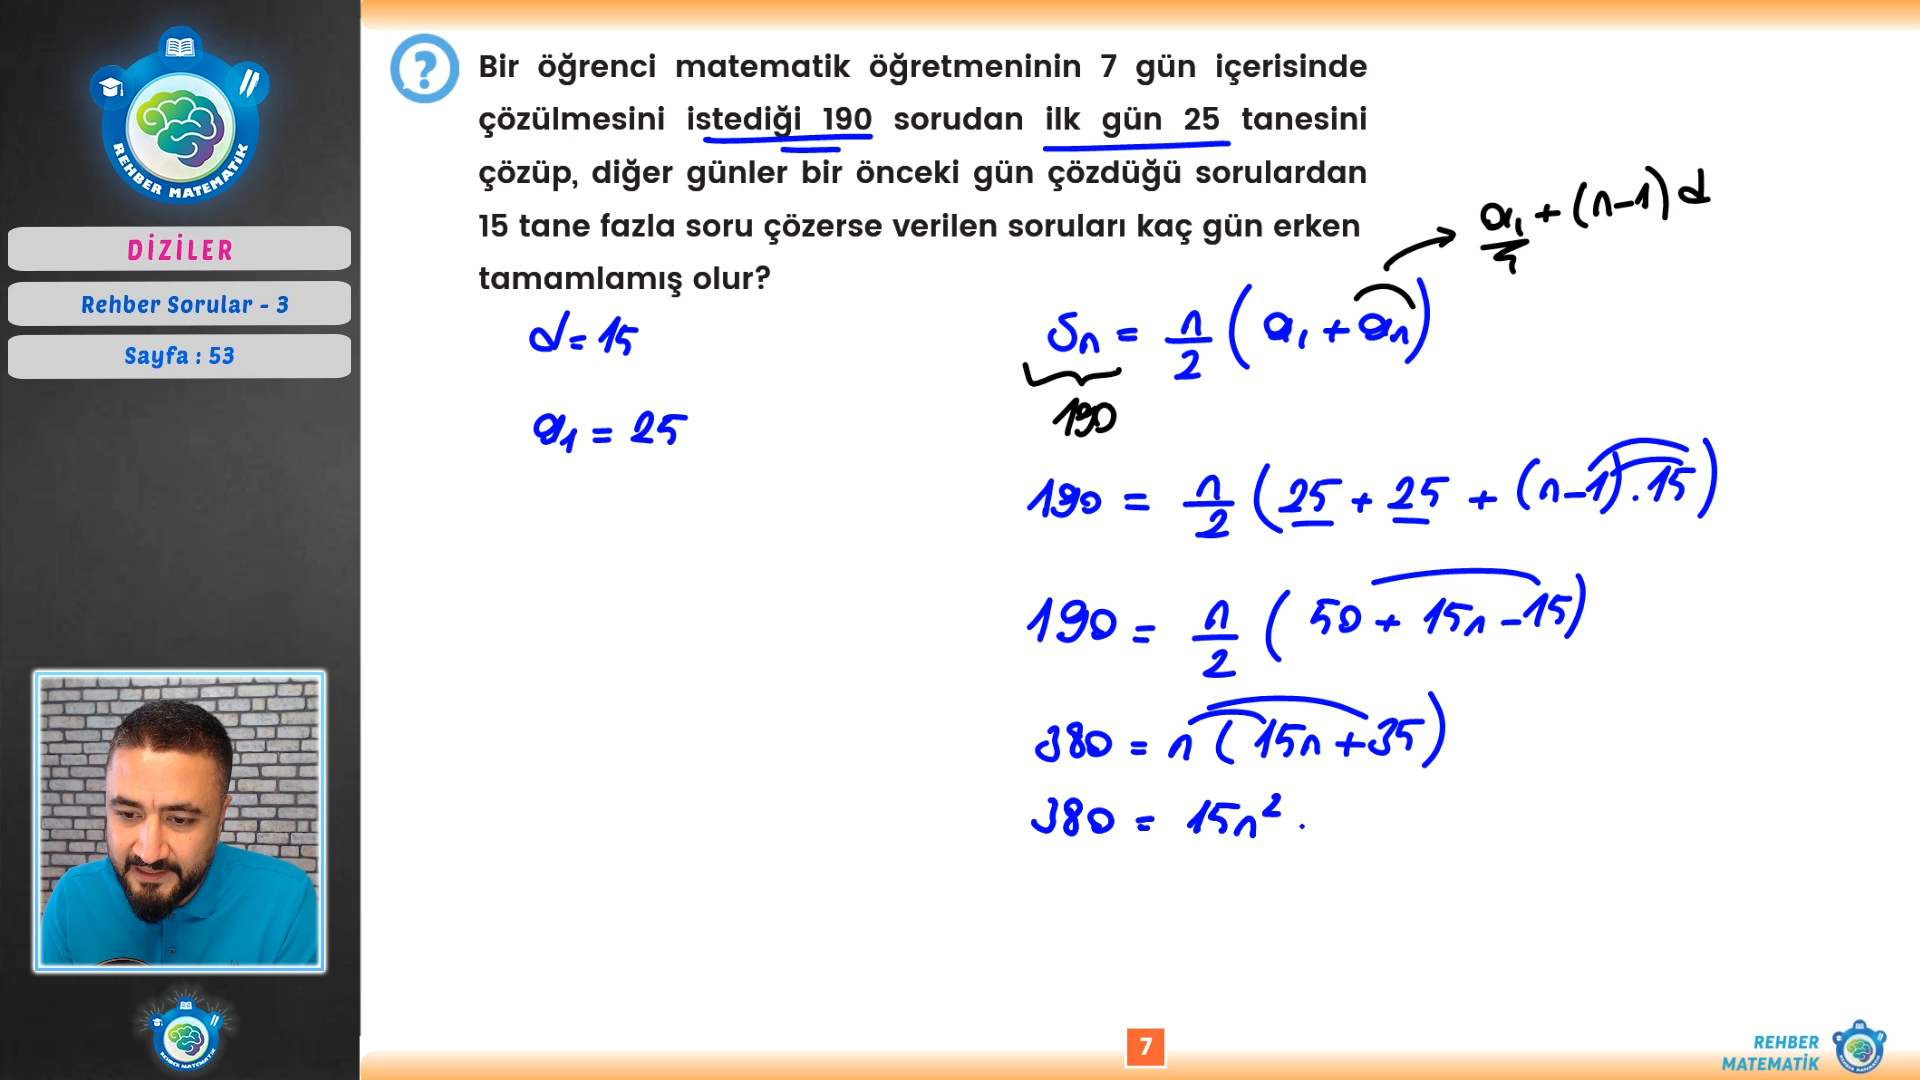 REHBER MATEMATİK
DİZİLER
Rehber Sorular - 3
Sayfa : 53
Bir öğrenci matematik öğretmeninin 7 gün içerisinde
çözülmesini istediği 190 sorudan ilk gün 25 tanesini
çözüp, diğer günler bir önceki gün çözdüğü sorulardan
15 tane fazla soru çözerse verilen soruları kaç gün erken
tamamlamış olur?
d = 15
a₁ = 25
a₁ + (n-1) d
Sn = n/2 ( a₁ + an )
190
190 = n/2 ( 25 + 25 + (n-1) . 15 )
190 = n/2 ( 50 + 15n - 15 )
380 = n ( 15n + 35 )
380 = 15n² .
7
REHBER
MATEMATİK